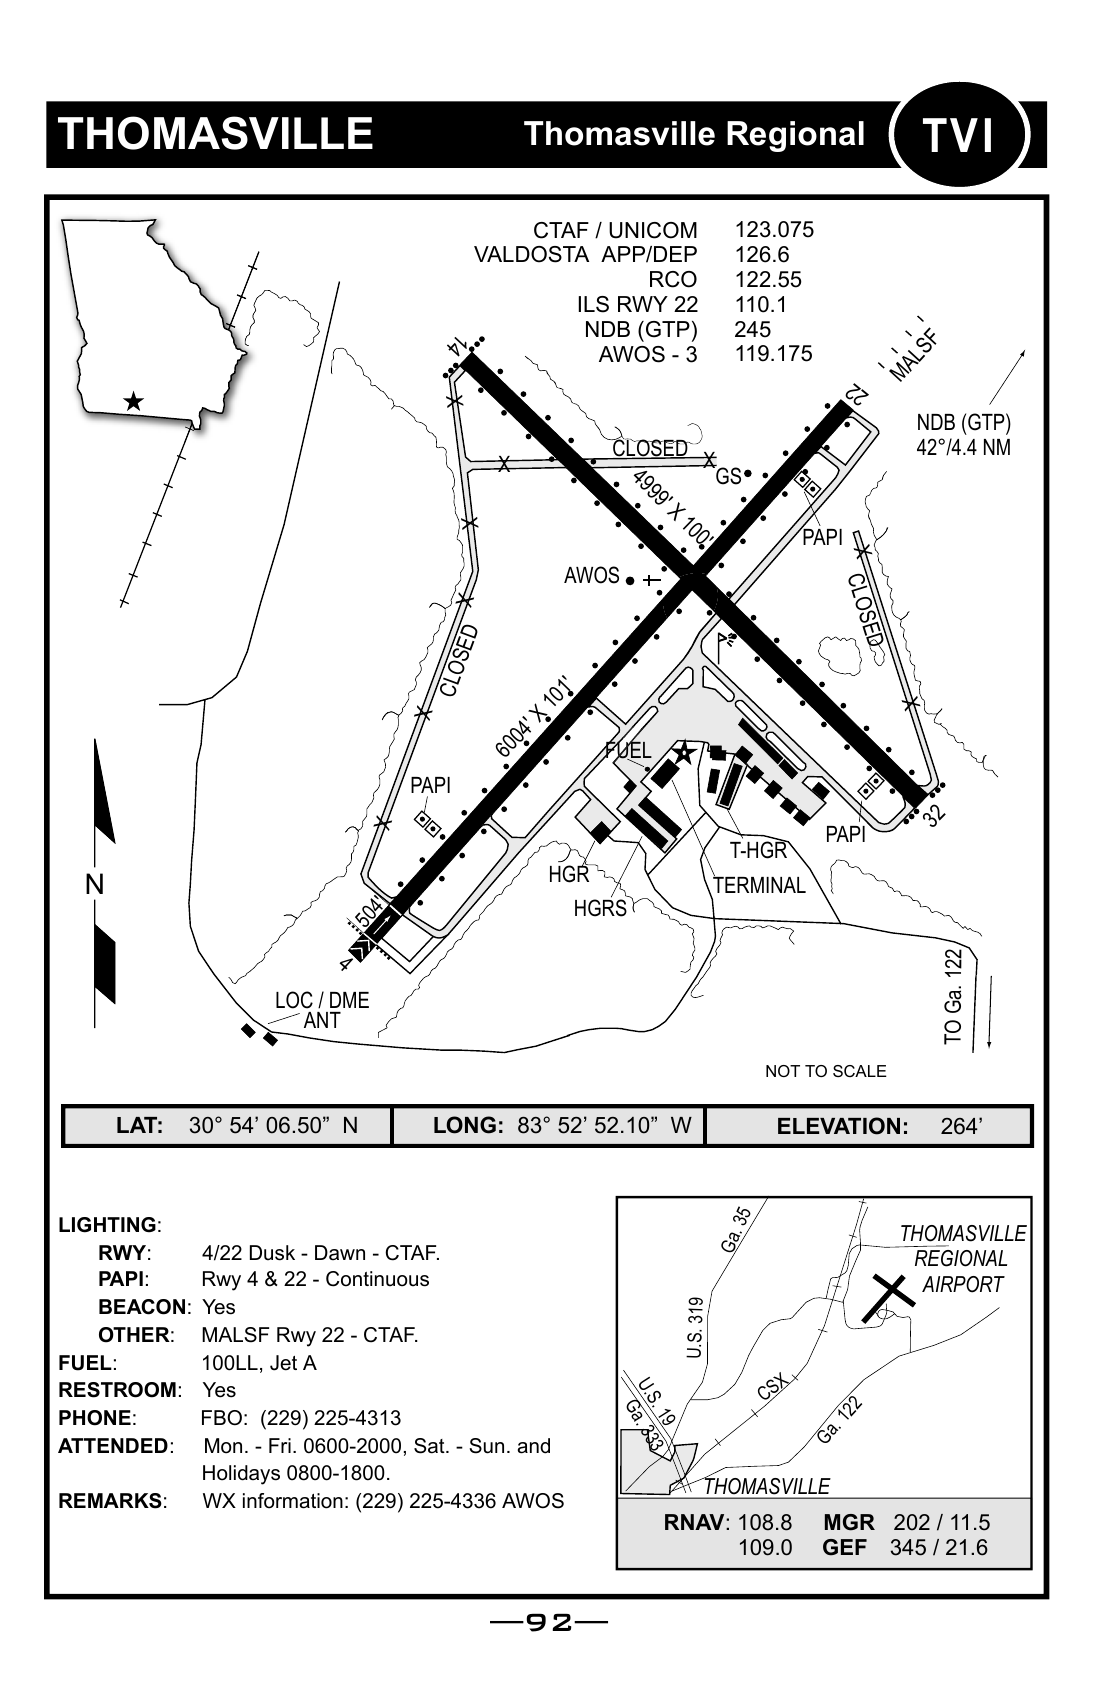 THOMASVILLE
Thomasville Regional
TVI
CTAF / UNICOM 123.075
VALDOSTA APP/DEP 126.6
RCO 122.55
ILS RWY 22 110.1
NDB (GTP) 245
AWOS - 3 119.175
14
MALSF
22
NDB (GTP)
42°/4.4 NM
CLOSED
GS
4999' X 100'
PAPI
AWOS
CLOSED
CLOSED
6004' X 101'
FUEL
PAPI
32
PAPI
T-HGR
HGR
TERMINAL
HGRS
504'
4
N
LOC / DME
ANT
TO Ga. 122
NOT TO SCALE
LAT: 30° 54’ 06.50” N
LONG: 83° 52’ 52.10” W
ELEVATION: 264’
LIGHTING:
RWY: 4/22 Dusk - Dawn - CTAF.
PAPI: Rwy 4 & 22 - Continuous
BEACON: Yes
OTHER: MALSF Rwy 22 - CTAF.
FUEL: 100LL, Jet A
RESTROOM: Yes
PHONE: FBO: (229) 225-4313
ATTENDED: Mon. - Fri. 0600-2000, Sat. - Sun. and
Holidays 0800-1800.
REMARKS: WX information: (229) 225-4336 AWOS
Ga. 35
THOMASVILLE
REGIONAL
AIRPORT
U.S. 319
CSX
U.S. 19
Ga. 333
Ga. 122
THOMASVILLE
RNAV: 108.8 MGR 202 / 11.5
109.0 GEF 345 / 21.6
—92—